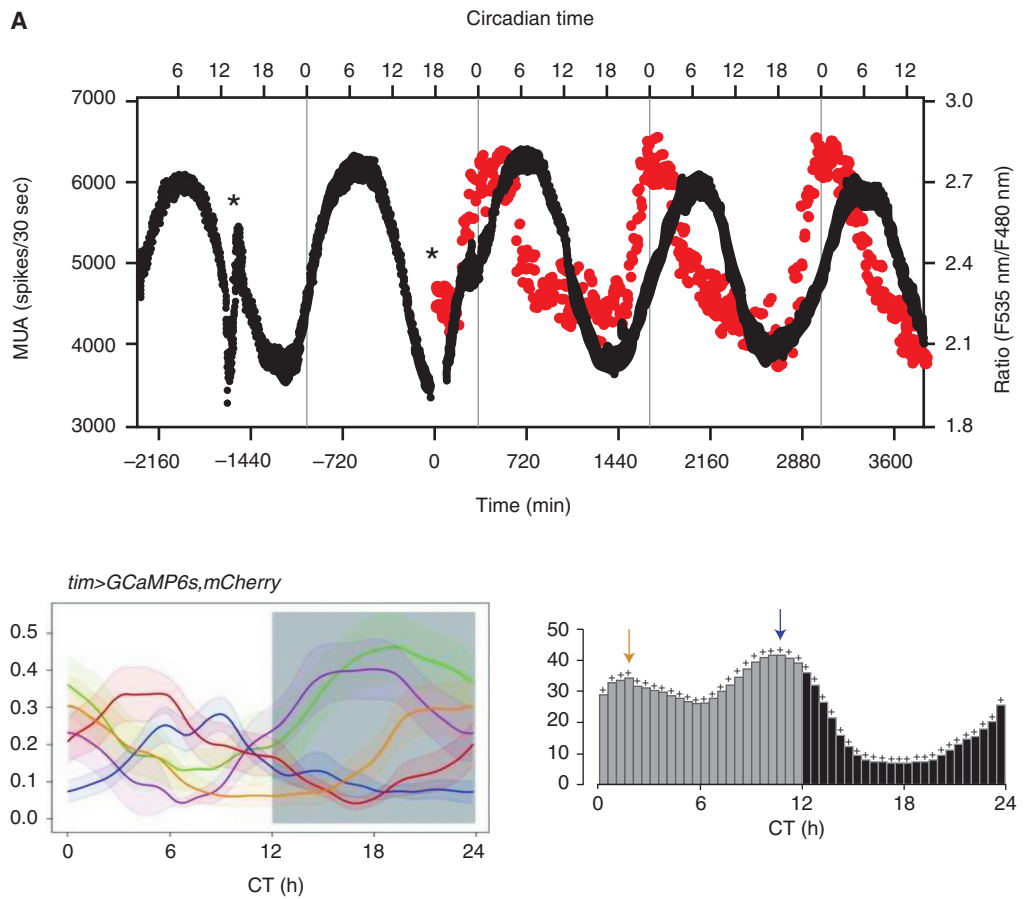 A
Circadian time
6 12 18 0 6 12 18 0 6 12 18 0 6 12 18 0 6 12
7000
6000
5000
4000
3000
MUA (spikes/30 sec)
*
*
3.0
2.7
2.4
2.1
1.8
Ratio (F535 nm/F480 nm)
−2160 −1440 −720 0 720 1440 2160 2880 3600
Time (min)
tim>GCaMP6s,mCherry
0.5
0.4
0.3
0.2
0.1
0.0
0 6 12 18 24
CT (h)
50
40
30
20
10
0
0 6 12 18 24
CT (h)